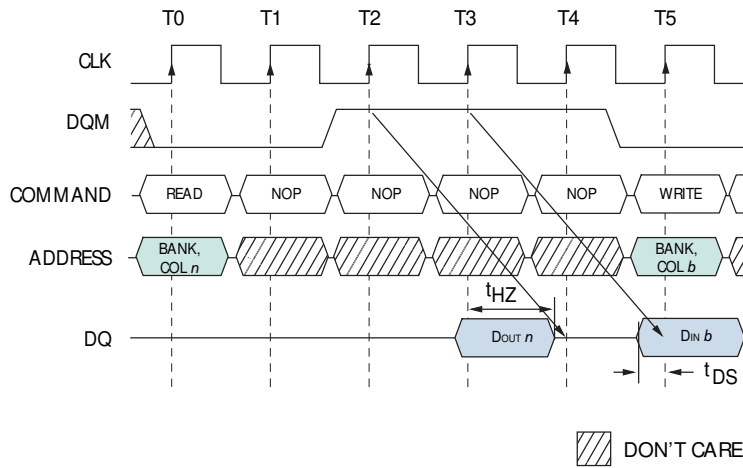 T0 T1 T2 T3 T4 T5
CLK
DQM
COMMAND READ NOP NOP NOP NOP WRITE
ADDRESS BANK, COL n BANK, COL b
tHZ
DQ DOUT n DIN b
tDS
DON'T CARE